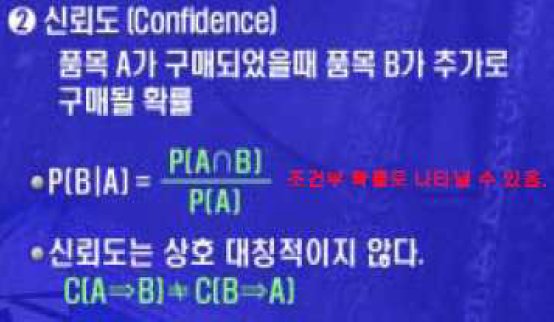 ❷ 신뢰도 (Confidence)
품목 A가 구매되었을때 품목 B가 추가로
구매될 확률
•P(B|A) = P(A∩B) / P(A) 조건부 확률로 나타낼 수 있음.
•신뢰도는 상호 대칭적이지 않다.
C(A⇒B) ≠ C(B⇒A)